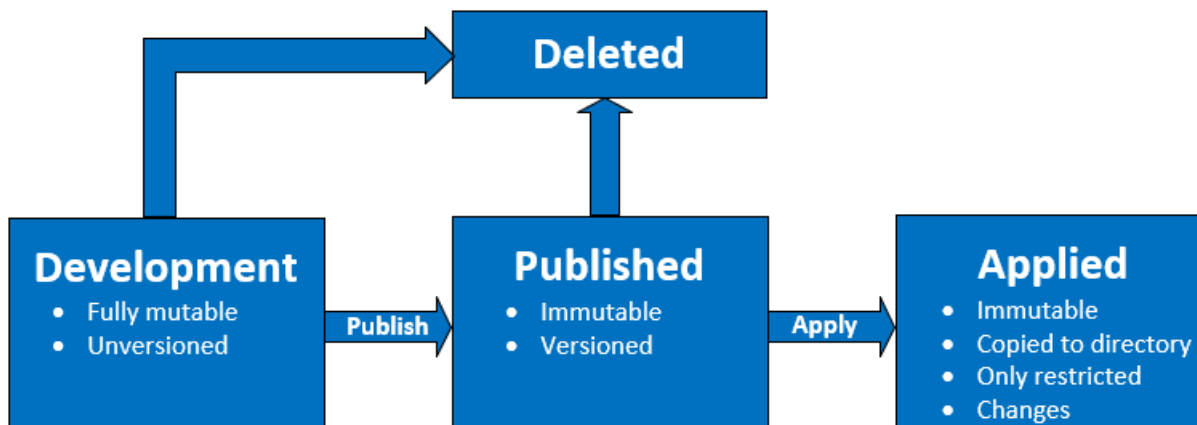 Deleted
Development
• Fully mutable
• Unversioned
Publish
Published
• Immutable
• Versioned
Apply
Applied
• Immutable
• Copied to directory
• Only restricted
• Changes